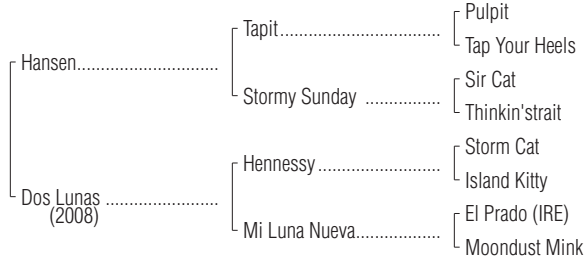 Pulpit
Tapit
Tap Your Heels
Hansen
Sir Cat
Stormy Sunday
Thinkin'strait
Storm Cat
Hennessy
Island Kitty
Dos Lunas
(2008)
El Prado (IRE)
Mi Luna Nueva
Moondust Mink